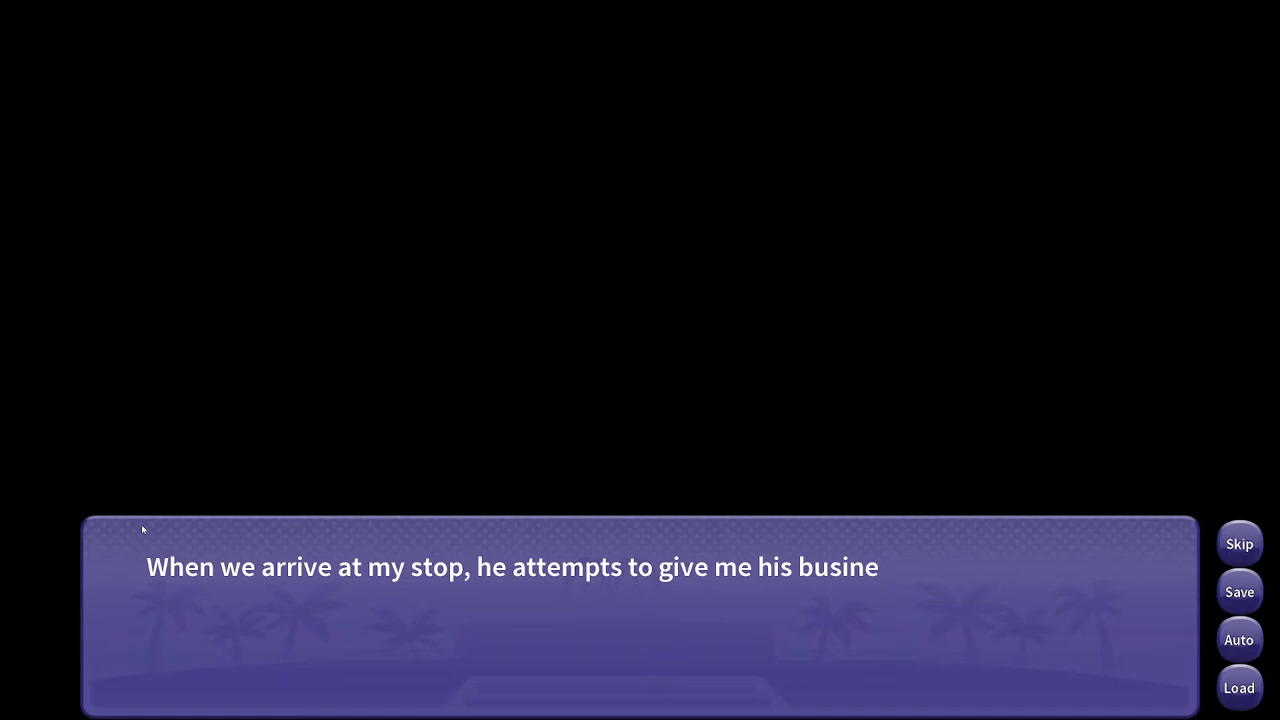 When we arrive at my stop, he attempts to give me his busine
Skip
Save
Auto
Load